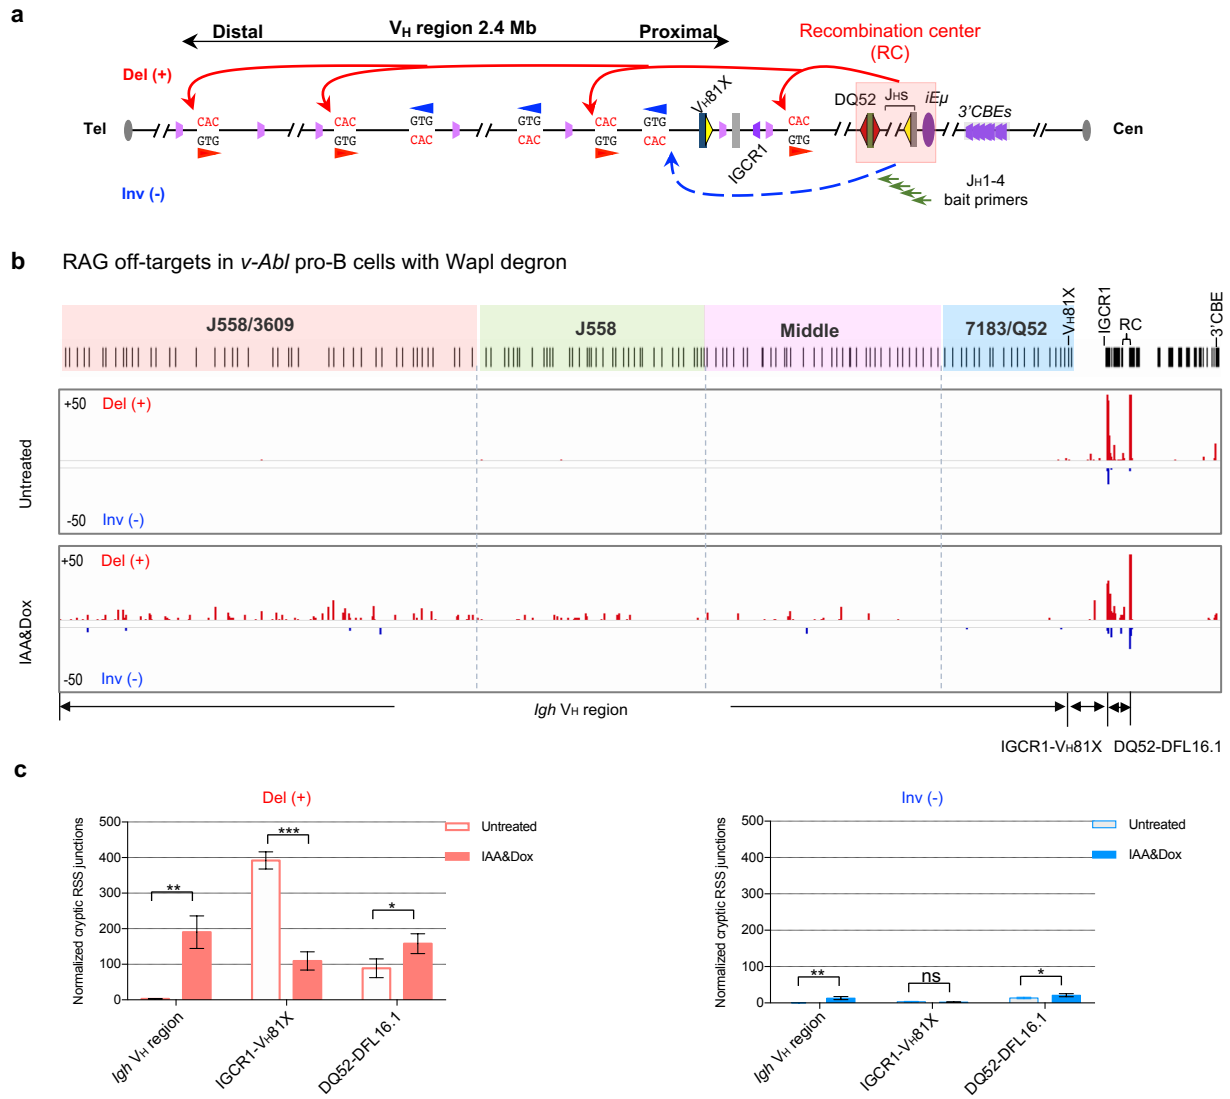 a
Distal
VH region 2.4 Mb
Proximal
Recombination center
(RC)
Del (+)
Tel
CAC
GTG
CAC
GTG
GTG
CAC
GTG
CAC
CAC
GTG
GTG
CAC
VH81X
IGCR1
CAC
GTG
DQ52
JHs
iEμ
3'CBEs
Cen
Inv (-)
JH1-4
bait primers
b
RAG off-targets in v-Abl pro-B cells with Wapl degron
J558/3609
J558
Middle
7183/Q52
VH81X
IGCR1
RC
3'CBE
Untreated
+50
Del (+)
-50
Inv (-)
IAA&Dox
+50
Del (+)
-50
Inv (-)
Igh VH region
IGCR1-VH81X
DQ52-DFL16.1
c
Del (+)
Normalized cryptic RSS junctions
500
400
300
200
100
0
**
***
*
Untreated
IAA&Dox
Igh VH region
IGCR1-VH81X
DQ52-DFL16.1
Inv (-)
Normalized cryptic RSS junctions
500
400
300
200
100
0
**
ns
*
Untreated
IAA&Dox
Igh VH region
IGCR1-VH81X
DQ52-DFL16.1